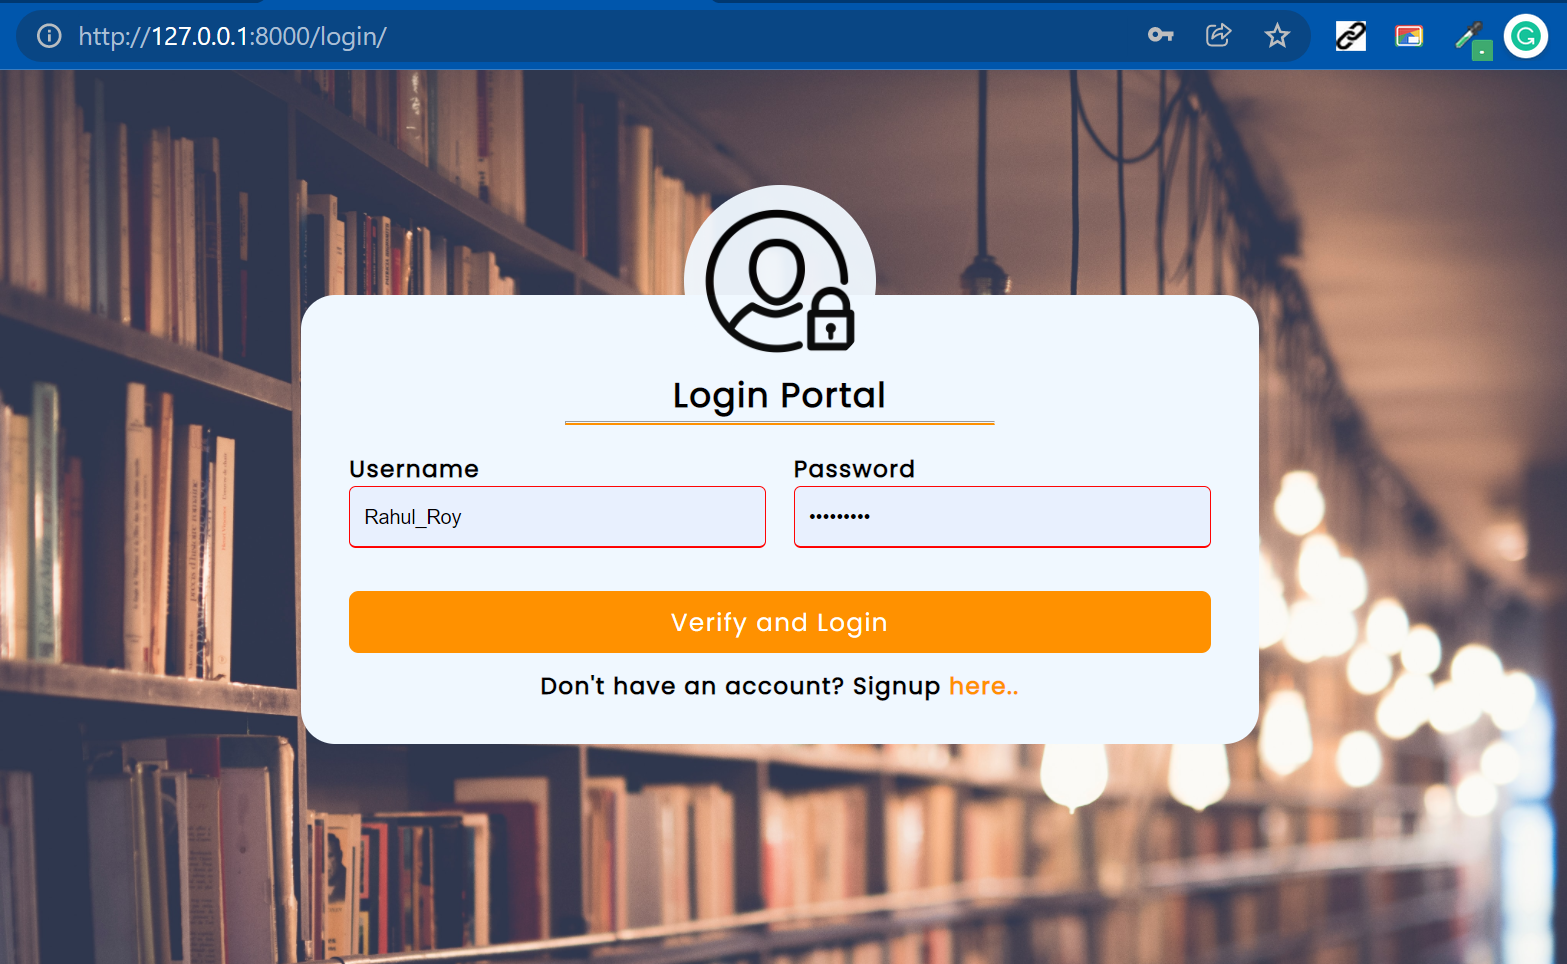 http://127.0.0.1:8000/login/
Login Portal
Username
Password
Rahul_Roy
•••••••••
Verify and Login
Don't have an account? Signup here..